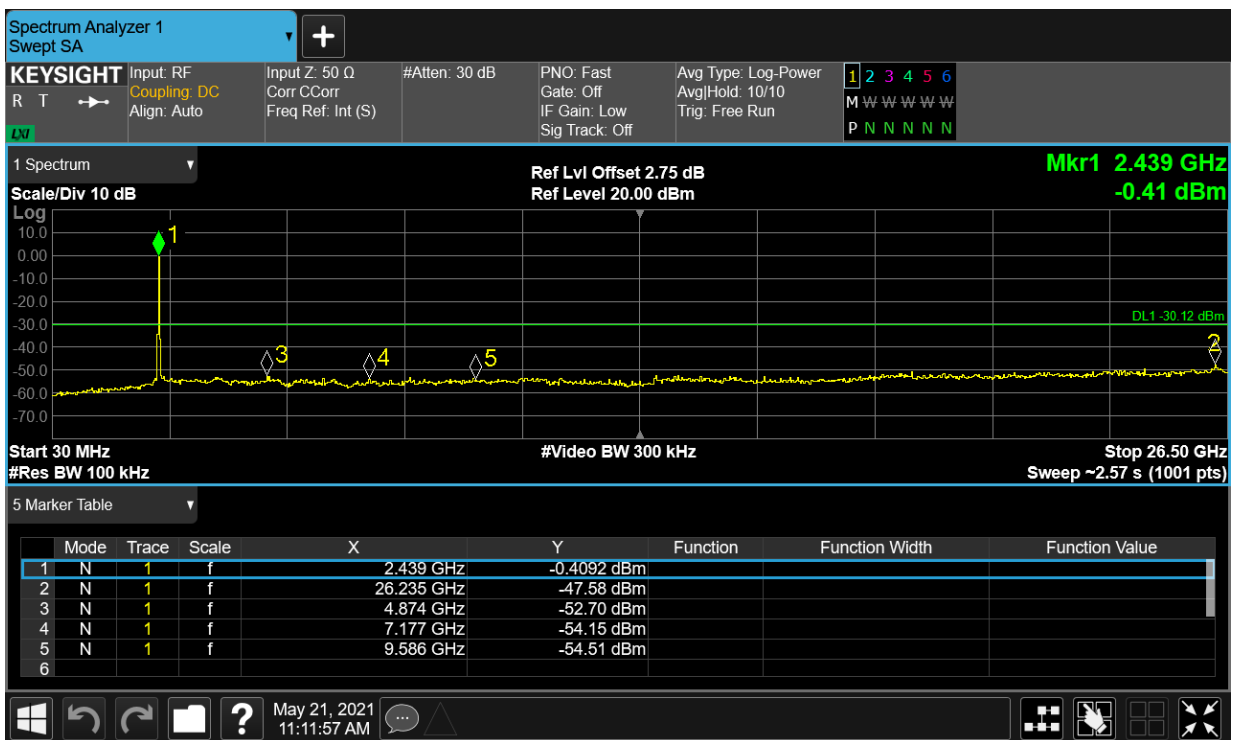 Spectrum Analyzer 1
Swept SA
+
KEYSIGHT
R T
LXI
Input: RF
Coupling: DC
Align: Auto
Input Z: 50 Ω
Corr CCorr
Freq Ref: Int (S)
#Atten: 30 dB
PNO: Fast
Gate: Off
IF Gain: Low
Sig Track: Off
Avg Type: Log-Power
Avg|Hold: 10/10
Trig: Free Run
1 2 3 4 5 6
M W W W W W
P N N N N N
1 Spectrum
Scale/Div 10 dB
Ref Lvl Offset 2.75 dB
Ref Level 20.00 dBm
Mkr1 2.439 GHz
-0.41 dBm
Log
10.0
0.00
-10.0
-20.0
-30.0
-40.0
-50.0
-60.0
-70.0
1
DL1 -30.12 dBm
3
4
5
2
Start 30 MHz
#Video BW 300 kHz
Stop 26.50 GHz
#Res BW 100 kHz
Sweep ~2.57 s (1001 pts)
5 Marker Table
Mode Trace Scale X Y Function Function Width Function Value
1 N 1 f 2.439 GHz -0.4092 dBm
2 N 1 f 26.235 GHz -47.58 dBm
3 N 1 f 4.874 GHz -52.70 dBm
4 N 1 f 7.177 GHz -54.15 dBm
5 N 1 f 9.586 GHz -54.51 dBm
6
?
May 21, 2021
11:11:57 AM